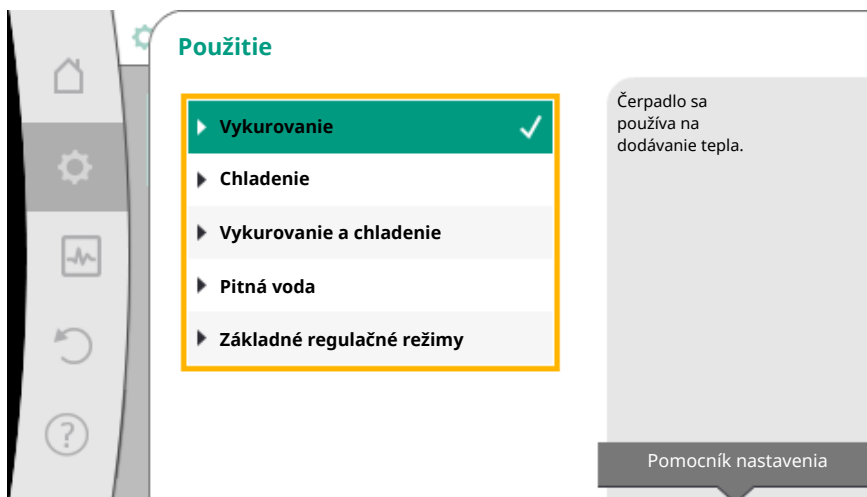 Použitie
Vykurovanie
Chladenie
Vykurovanie a chladenie
Pitná voda
Základné regulačné režimy
Čerpadlo sa
používa na
dodávanie tepla.
Pomocník nastavenia
?